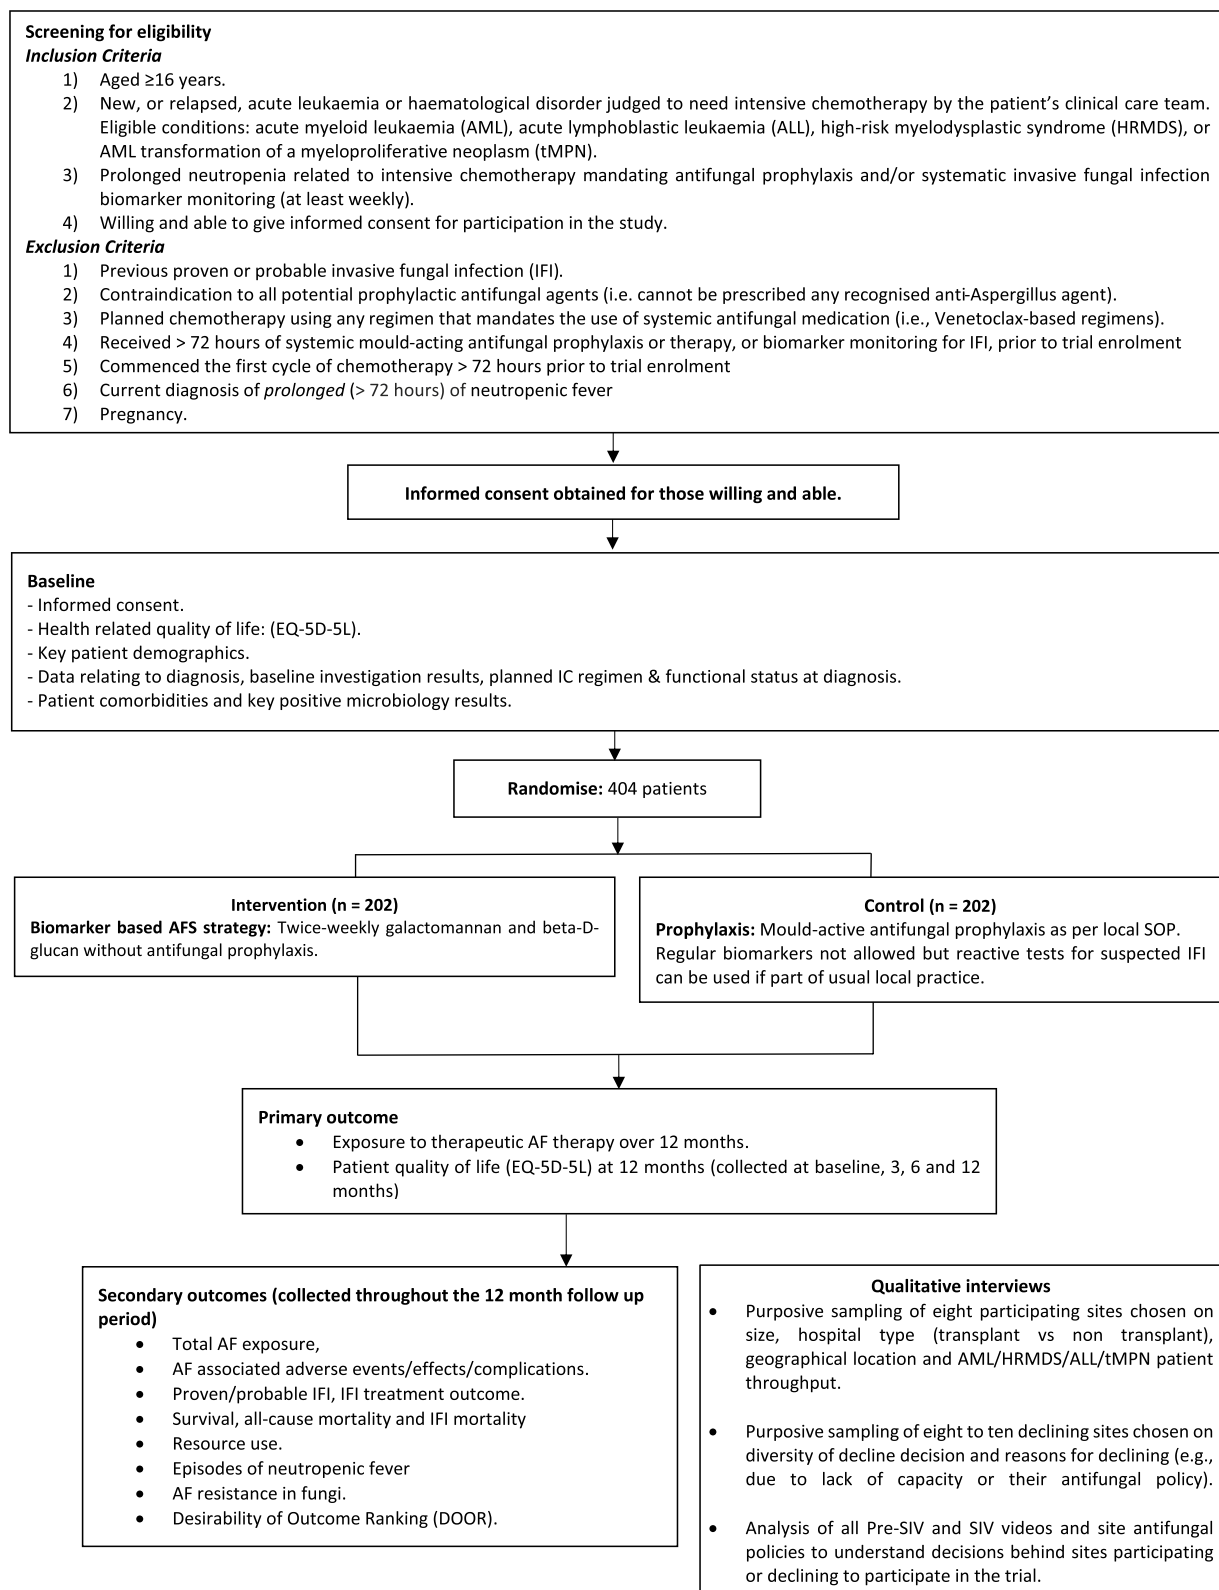 Screening for eligibility
Inclusion Criteria
1) Aged ≥16 years.
2) New, or relapsed, acute leukaemia or haematological disorder judged to need intensive chemotherapy by the patient's clinical care team.
Eligible conditions: acute myeloid leukaemia (AML), acute lymphoblastic leukaemia (ALL), high-risk myelodysplastic syndrome (HRMDS), or
AML transformation of a myeloproliferative neoplasm (tMPN).
3) Prolonged neutropenia related to intensive chemotherapy mandating antifungal prophylaxis and/or systematic invasive fungal infection
biomarker monitoring (at least weekly).
4) Willing and able to give informed consent for participation in the study.
Exclusion Criteria
1) Previous proven or probable invasive fungal infection (IFI).
2) Contraindication to all potential prophylactic antifungal agents (i.e. cannot be prescribed any recognised anti-Aspergillus agent).
3) Planned chemotherapy using any regimen that mandates the use of systemic antifungal medication (i.e., Venetoclax-based regimens).
4) Received > 72 hours of systemic mould-acting antifungal prophylaxis or therapy, or biomarker monitoring for IFI, prior to trial enrolment
5) Commenced the first cycle of chemotherapy > 72 hours prior to trial enrolment
6) Current diagnosis of prolonged (> 72 hours) of neutropenic fever
7) Pregnancy.
Informed consent obtained for those willing and able.
Baseline
- Informed consent.
- Health related quality of life: (EQ-5D-5L).
- Key patient demographics.
- Data relating to diagnosis, baseline investigation results, planned IC regimen & functional status at diagnosis.
- Patient comorbidities and key positive microbiology results.
Randomise: 404 patients
Intervention (n = 202)
Biomarker based AFS strategy: Twice-weekly galactomannan and beta-D-
glucan without antifungal prophylaxis.
Control (n = 202)
Prophylaxis: Mould-active antifungal prophylaxis as per local SOP.
Regular biomarkers not allowed but reactive tests for suspected IFI
can be used if part of usual local practice.
Primary outcome
• Exposure to therapeutic AF therapy over 12 months.
• Patient quality of life (EQ-5D-5L) at 12 months (collected at baseline, 3, 6 and 12
months)
Secondary outcomes (collected throughout the 12 month follow up
period)
• Total AF exposure,
• AF associated adverse events/effects/complications.
• Proven/probable IFI, IFI treatment outcome.
• Survival, all-cause mortality and IFI mortality
• Resource use.
• Episodes of neutropenic fever
• AF resistance in fungi.
• Desirability of Outcome Ranking (DOOR).
Qualitative interviews
• Purposive sampling of eight participating sites chosen on
size, hospital type (transplant vs non transplant),
geographical location and AML/HRMDS/ALL/tMPN patient
throughput.
• Purposive sampling of eight to ten declining sites chosen on
diversity of decline decision and reasons for declining (e.g.,
due to lack of capacity or their antifungal policy).
• Analysis of all Pre-SIV and SIV videos and site antifungal
policies to understand decisions behind sites participating
or declining to participate in the trial.